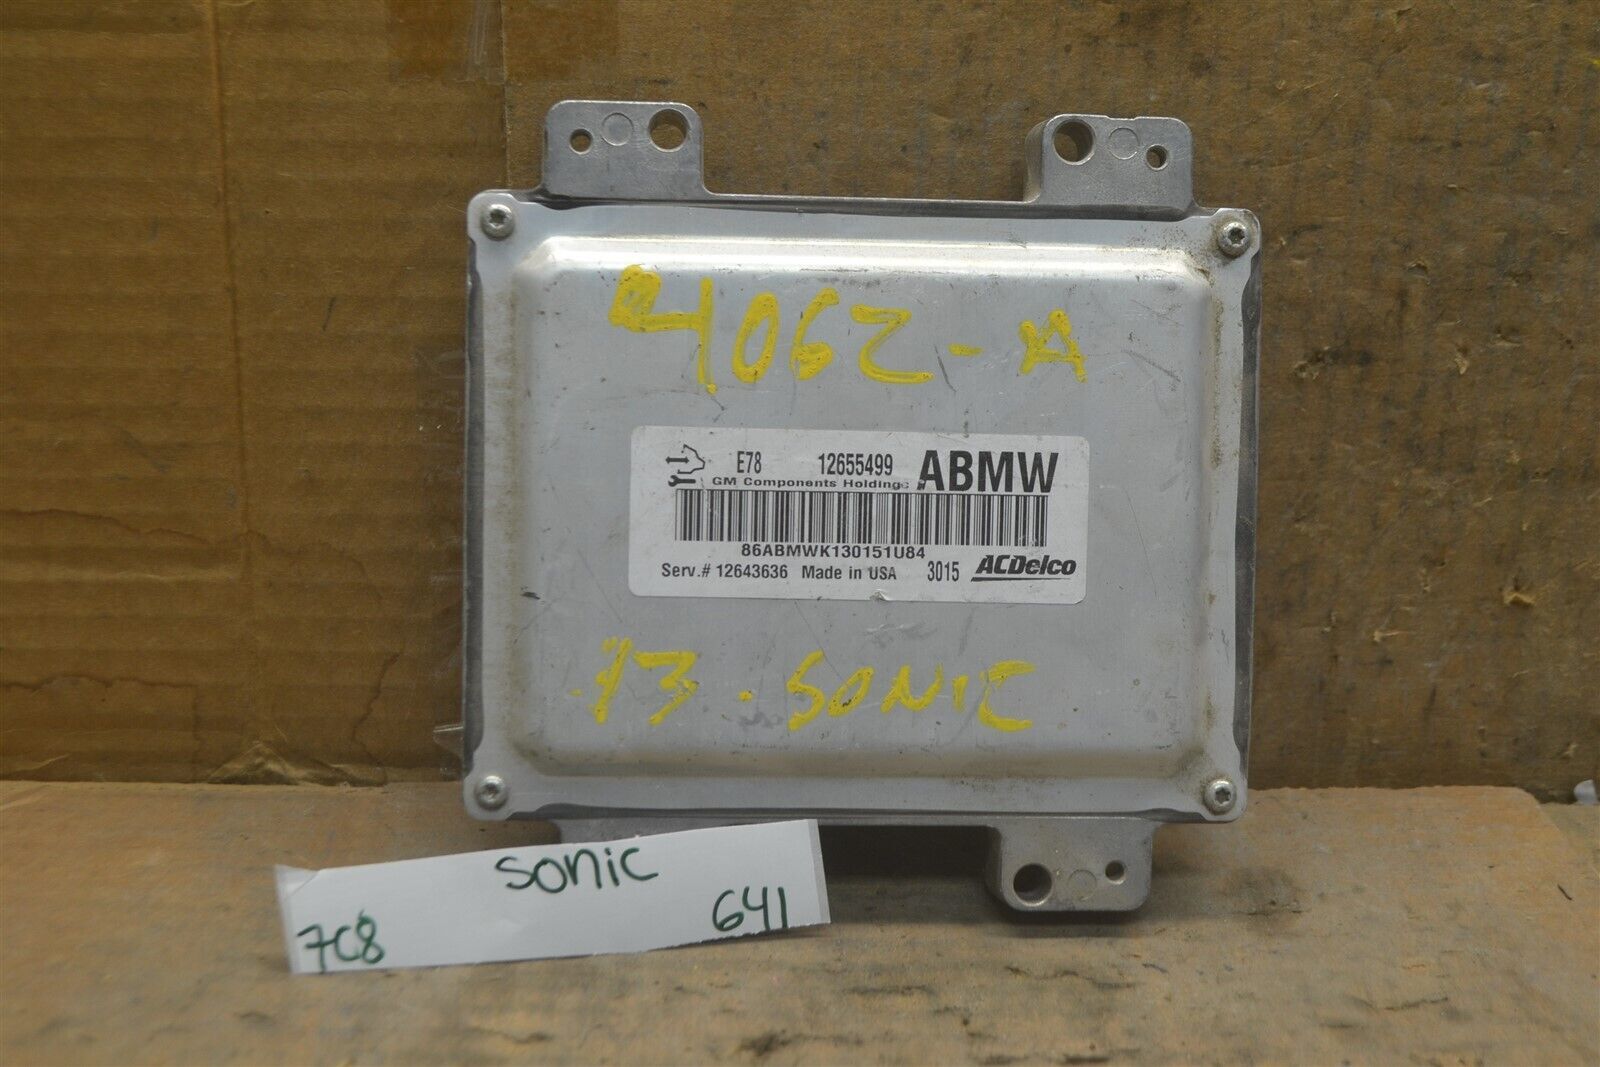 4062-A
E78 12655499 ABMW
GM Components Holdings
86ABMWK130151U84
Serv.# 12643636 Made in USA 3015 ACDelco
13-SONIC
sonic
7C8 641